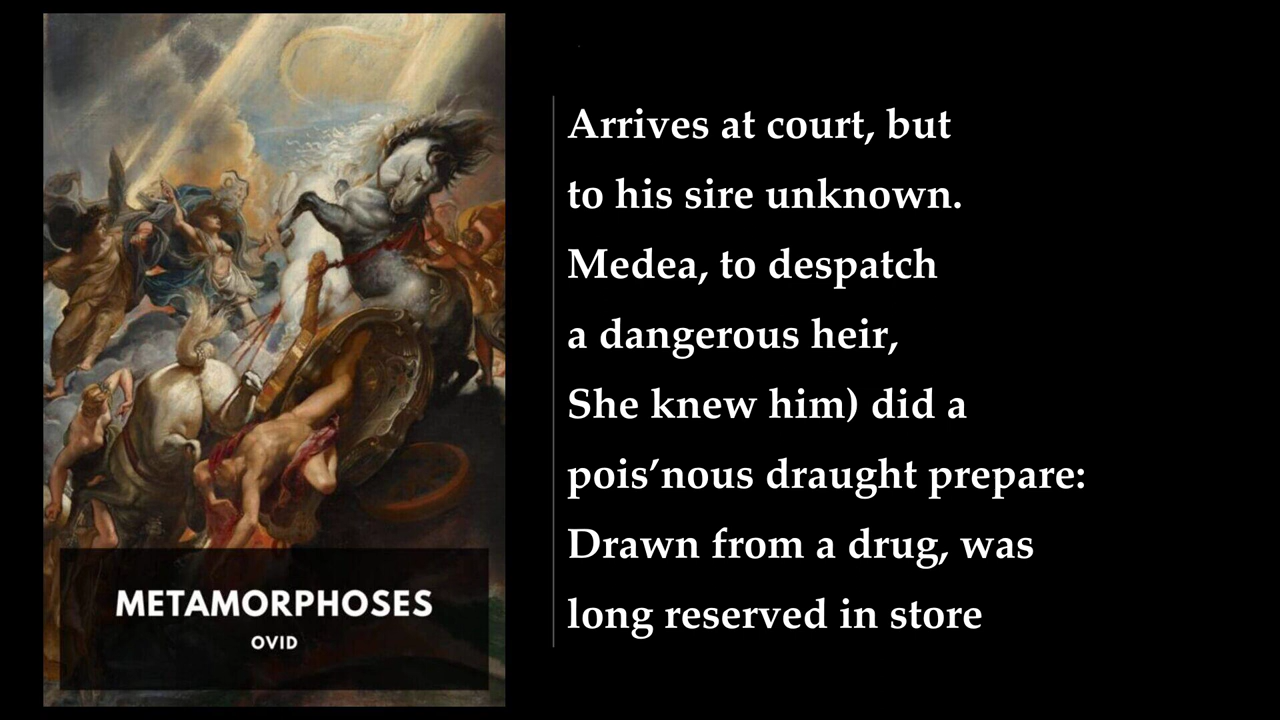 METAMORPHOSES
OVID
Arrives at court, but
to his sire unknown.
Medea, to despatch
a dangerous heir,
She knew him) did a
pois’nous draught prepare:
Drawn from a drug, was
long reserved in store